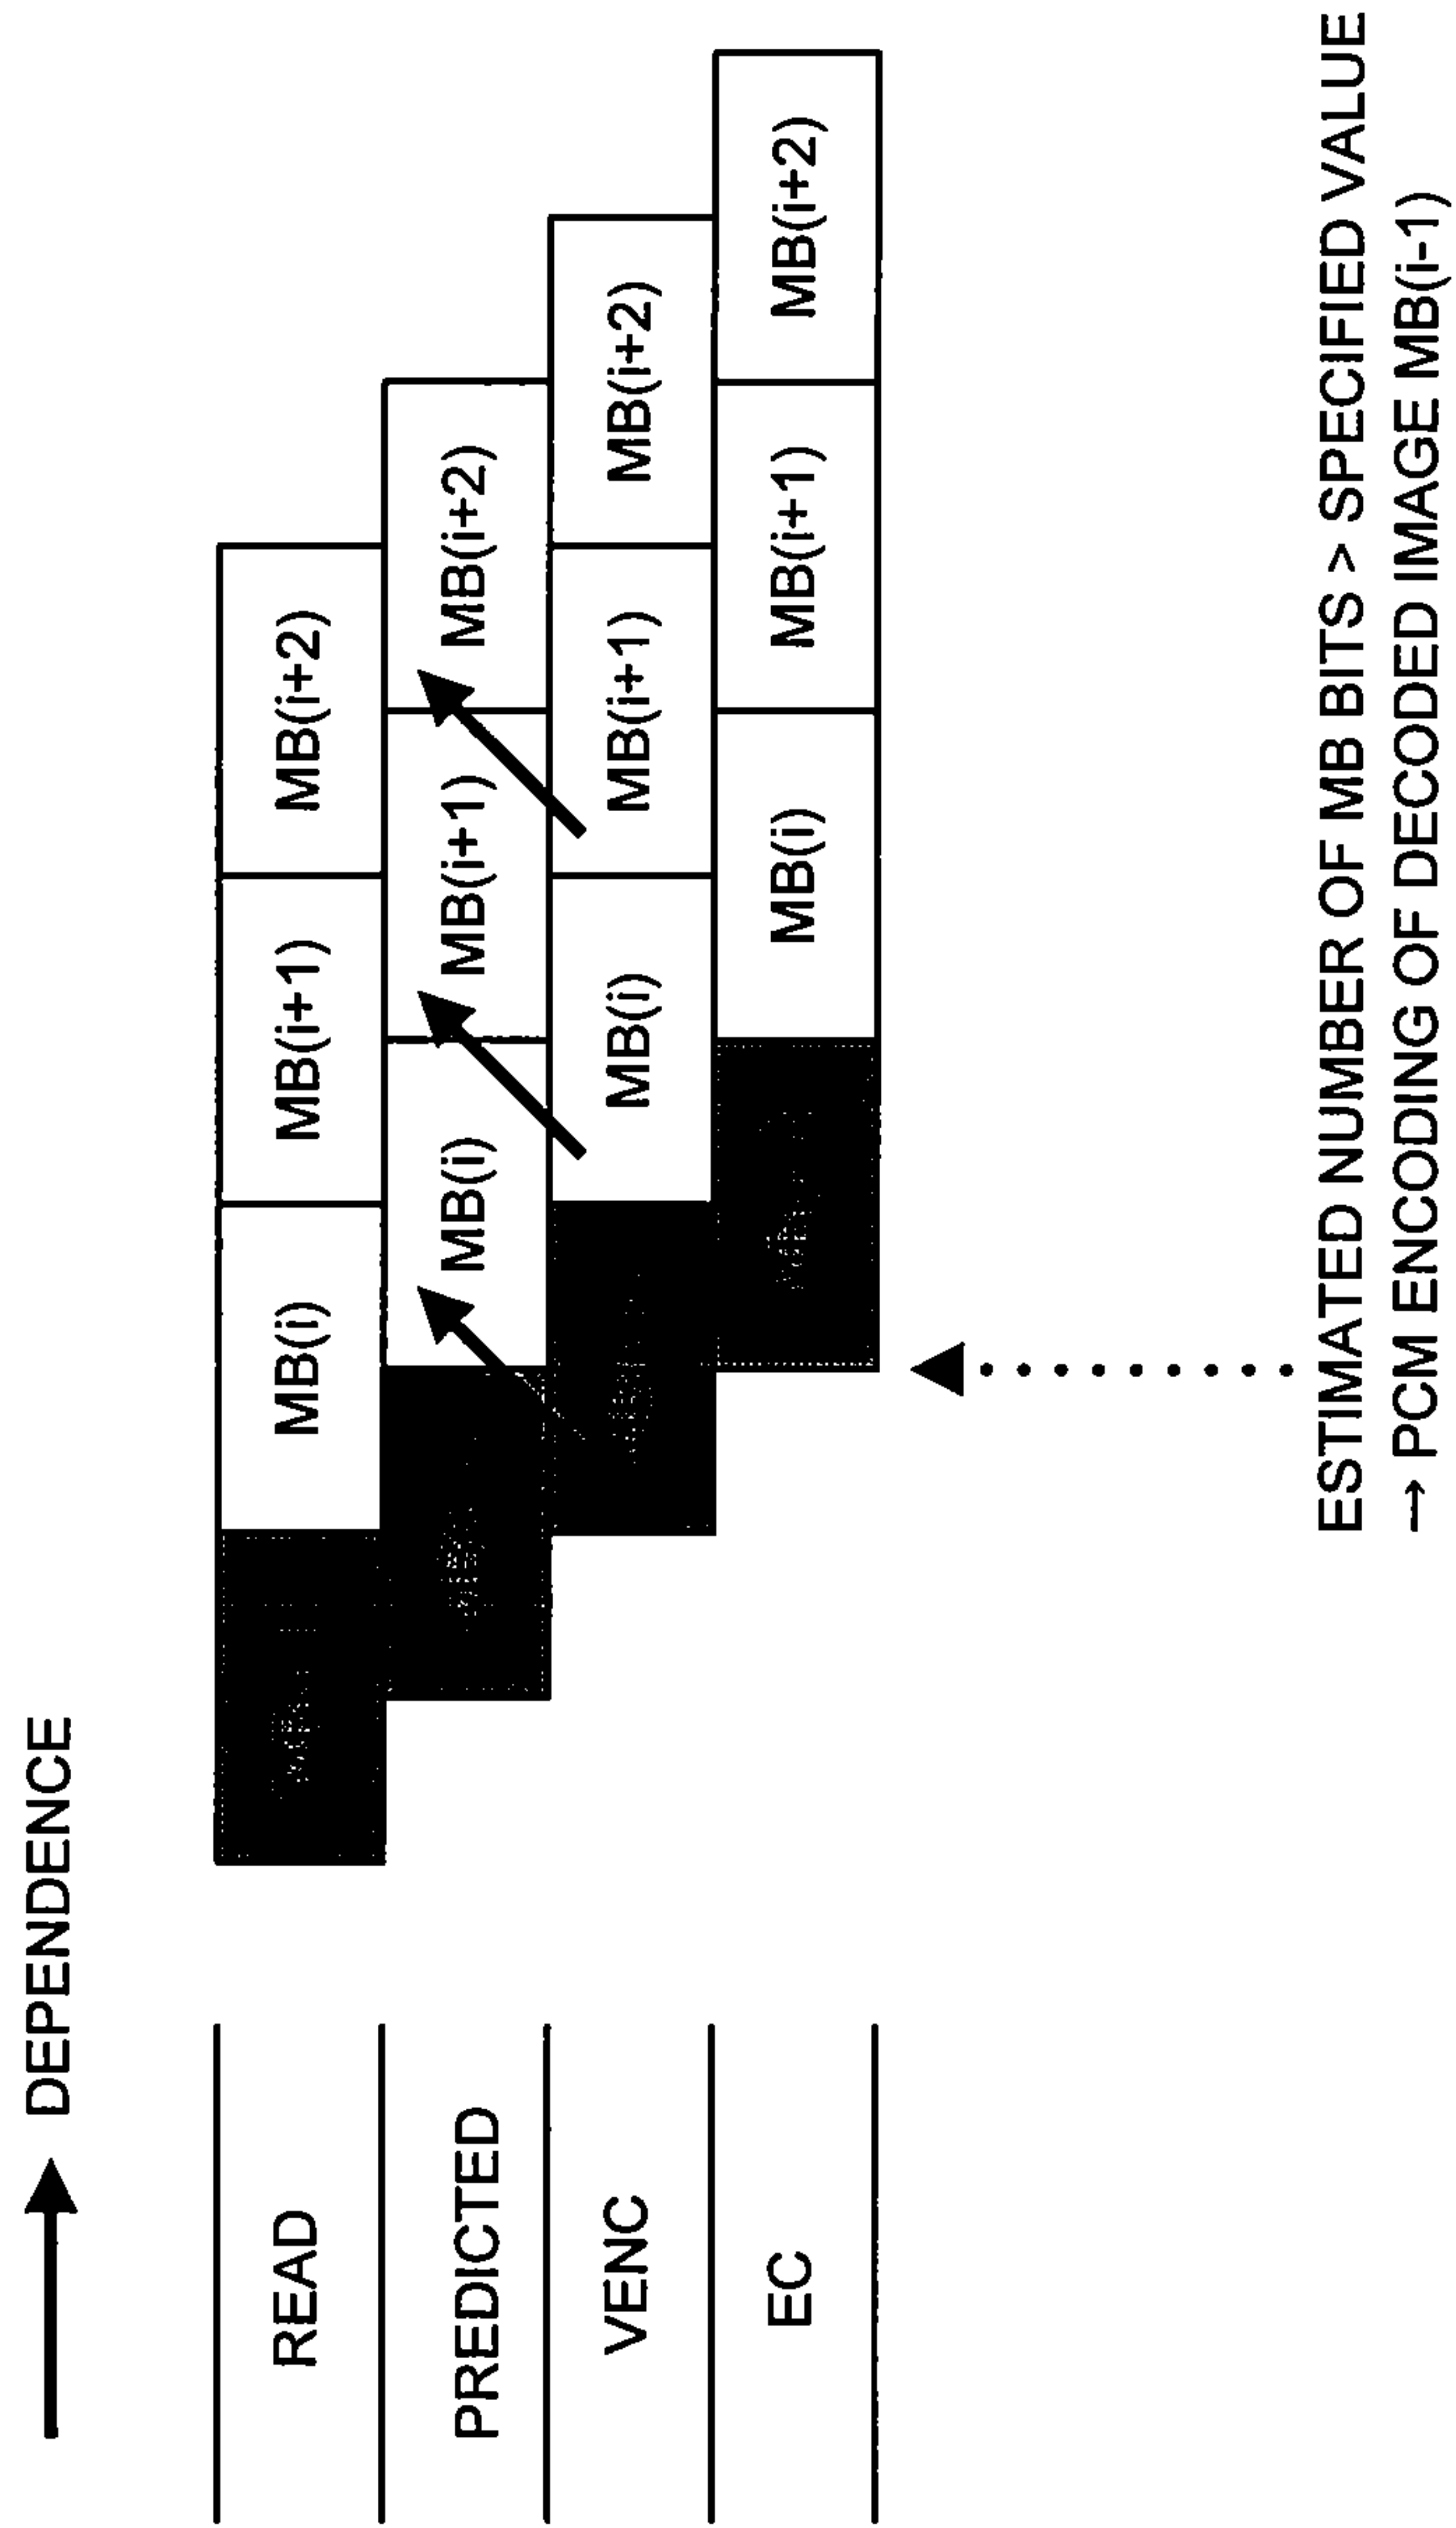 DEPENDENCE
READ
MB(i)
MB(i+1)
MB(i+2)
PREDICTED
MB(i)
MB(i+1)
MB(i+2)
VENC
MB(i)
MB(i+1)
MB(i+2)
EC
MB(i)
MB(i+1)
MB(i+2)
ESTIMATED NUMBER OF MB BITS > SPECIFIED VALUE
→ PCM ENCODING OF DECODED IMAGE MB(i-1)